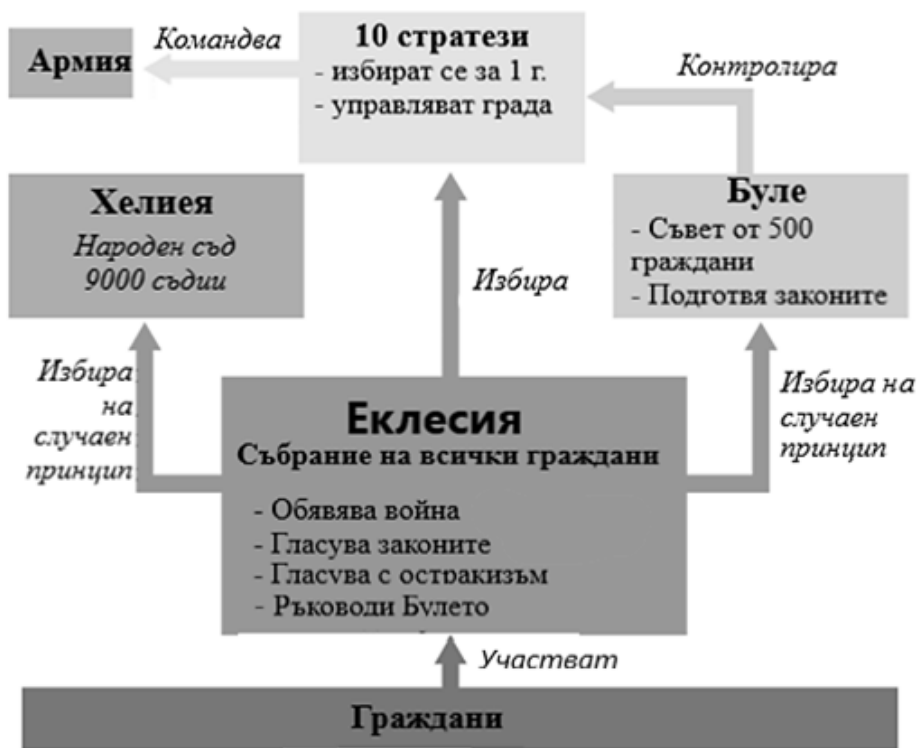 Армия
Командва
10 стратези
- избират се за 1 г.
- управляват града
Контролира
Хелиея
Народен съд
9000 съдии
Избира
Буле
- Съвет от 500
граждани
- Подготвя законите
Избира
на
случаен
принцип
Еклесия
Събрание на всички граждани
- Обявява война
- Гласува законите
- Гласува с остракизъм
- Ръководи Булето
Избира на
случаен
принцип
Участват
Граждани